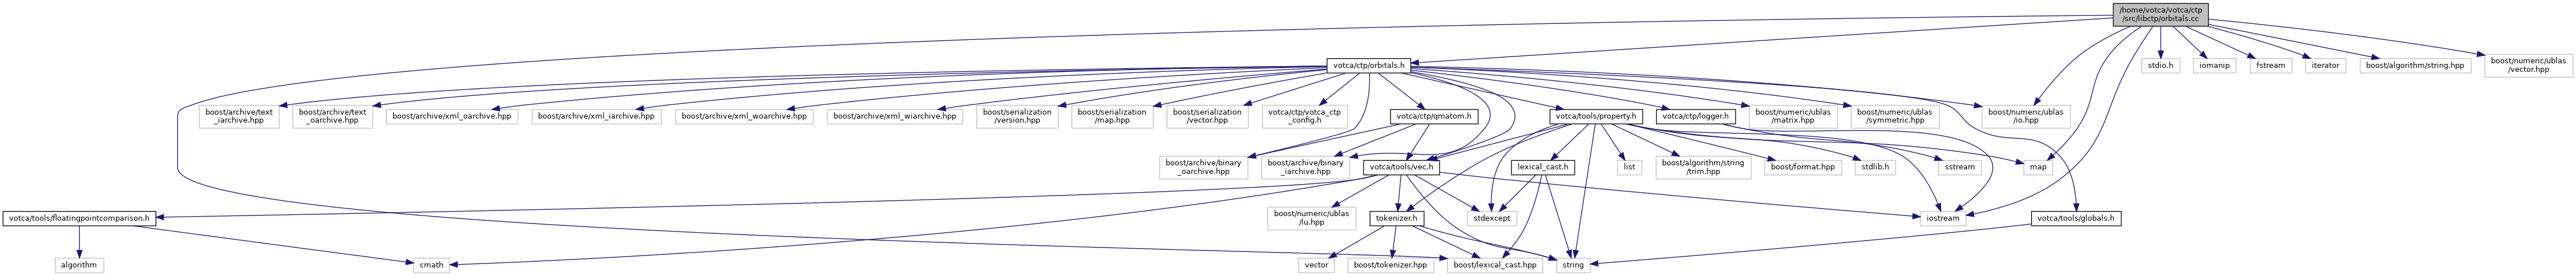 /home/votca/votca/ctp
/src/libctp/orbitals.cc
votca/ctp/orbitals.h
stdio.h
iomanip
fstream
iterator
boost/algorithm/string.hpp
boost/numeric/ublas
/vector.hpp
boost/archive/text
_iarchive.hpp
boost/archive/text
_oarchive.hpp
boost/archive/xml_oarchive.hpp
boost/archive/xml_iarchive.hpp
boost/archive/xml_woarchive.hpp
boost/archive/xml_wiarchive.hpp
boost/serialization
/version.hpp
boost/serialization
/map.hpp
boost/serialization
/vector.hpp
votca/ctp/votca_ctp
_config.h
votca/ctp/qmatom.h
votca/tools/property.h
votca/ctp/logger.h
boost/numeric/ublas
/matrix.hpp
boost/numeric/ublas
/symmetric.hpp
boost/numeric/ublas
/io.hpp
boost/archive/binary
_oarchive.hpp
boost/archive/binary
_iarchive.hpp
votca/tools/vec.h
lexical_cast.h
list
boost/algorithm/string
/trim.hpp
boost/format.hpp
stdlib.h
sstream
map
votca/tools/floatingpointcomparison.h
boost/numeric/ublas
/lu.hpp
tokenizer.h
stdexcept
iostream
votca/tools/globals.h
algorithm
cmath
vector
boost/tokenizer.hpp
boost/lexical_cast.hpp
string